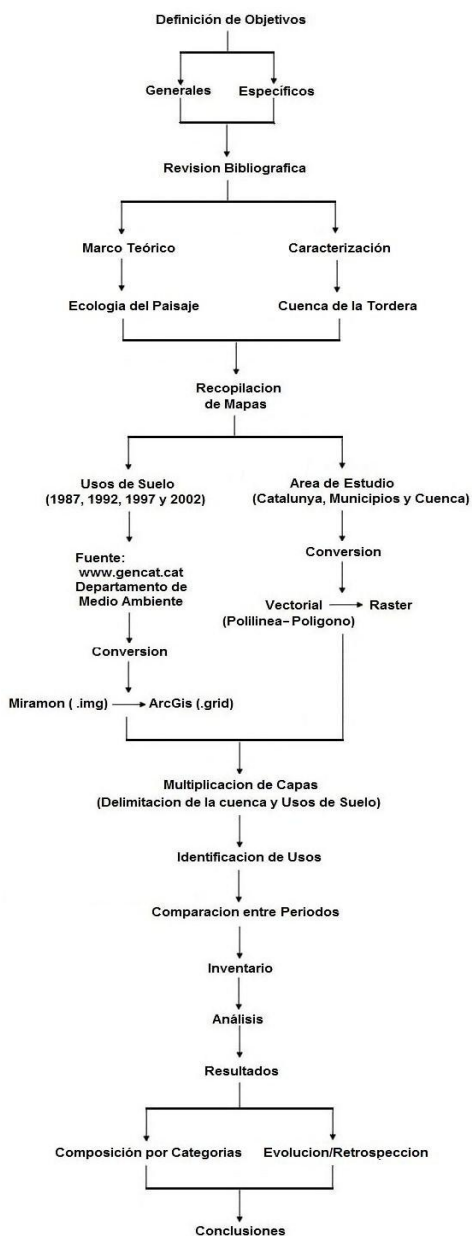 Definición de Objetivos
Generales
Específicos
Revision Bibliografica
Marco Teórico
Caracterización
Ecologia del Paisaje
Cuenca de la Tordera
Recopilacion
de Mapas
Usos de Suelo
(1987, 1992, 1997 y 2002)
Area de Estudio
(Catalunya, Municipios y Cuenca)
Fuente:
www.gencat.cat
Departamento de
Medio Ambiente
Conversion
Vectorial
Raster
(Polilinea–Poligono)
Conversion
Miramon ( .img)
ArcGis (.grid)
Multiplicacion de Capas
(Delimitacion de la cuenca y Usos de Suelo)
Identificacion de Usos
Comparacion entre Periodos
Inventario
Análisis
Resultados
Composición por Categorias
Evolucion/Retrospeccion
Conclusiones